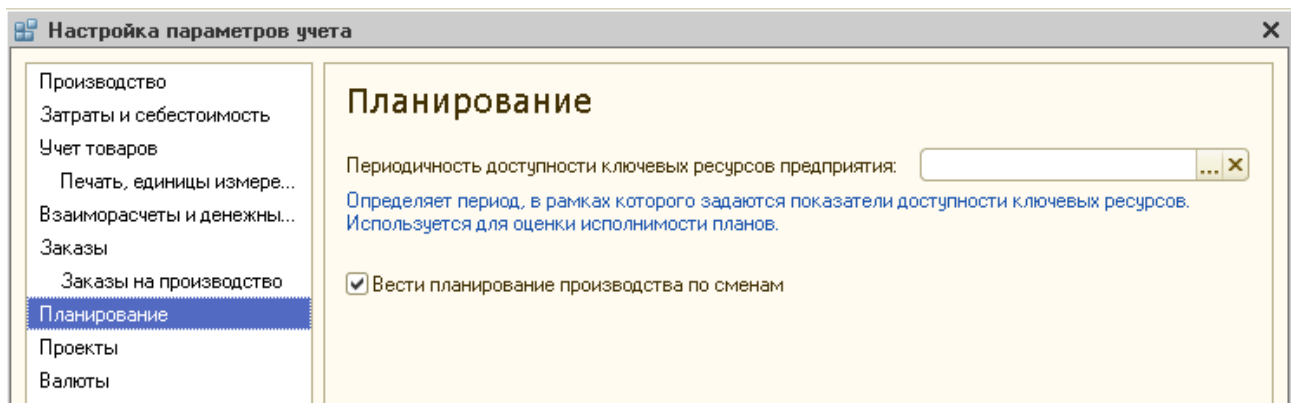 Настройка параметров учета
Производство
Затраты и себестоимость
Учет товаров
Печать, единицы измере...
Взаиморасчеты и денежны...
Заказы
Заказы на производство
Планирование
Проекты
Валюты
Планирование
Периодичность доступности ключевых ресурсов предприятия:
...
Определяет период, в рамках которого задаются показатели доступности ключевых ресурсов.
Используется для оценки исполнимости планов.
Вести планирование производства по сменам